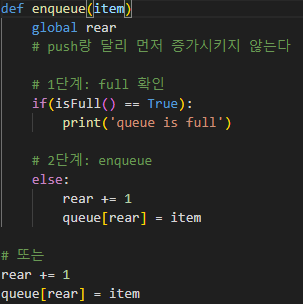 def enqueue(item)
    global rear
    # push랑 달리 먼저 증가시키지 않는다
    # 1단계: full 확인
    if(isFull() == True):
        print('queue is full')
    # 2단계: enqueue
    else:
        rear += 1
        queue[rear] = item
# 또는
rear += 1
queue[rear] = item